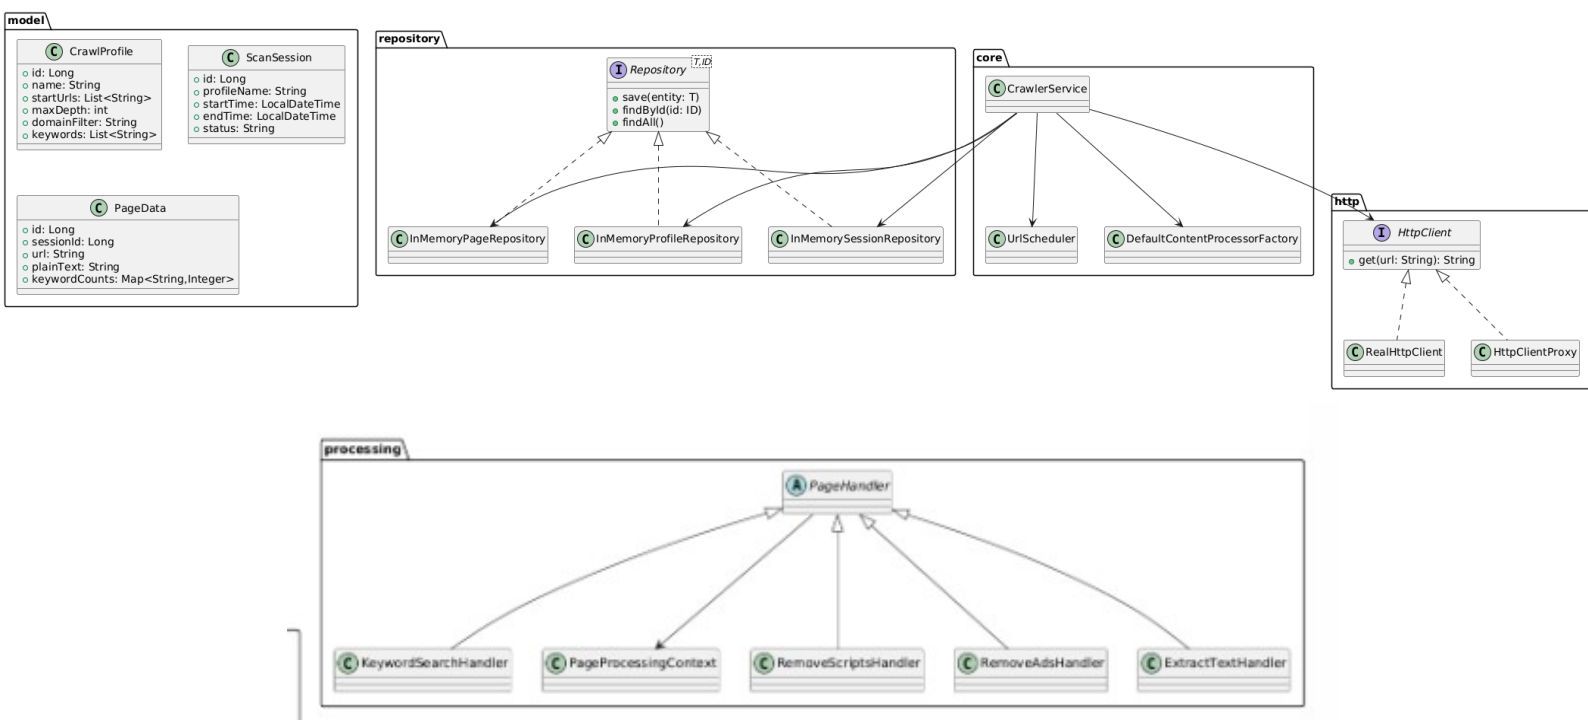 model
C CrawlProfile
id: Long
name: String
startUrls: List<String>
maxDepth: int
domainFilter: String
keywords: List<String>
C ScanSession
id: Long
profileName: String
startTime: LocalDateTime
endTime: LocalDateTime
status: String
C PageData
id: Long
sessionId: Long
url: String
plainText: String
keywordCounts: Map<String,Integer>
repository
I Repository T,ID
save(entity: T)
findById(id: ID)
findAll()
C InMemoryPageRepository
C InMemoryProfileRepository
C InMemorySessionRepository
core
C CrawlerService
C UrlScheduler
C DefaultContentProcessorFactory
http
I HttpClient
get(url: String): String
C RealHttpClient
C HttpClientProxy
processing
A PageHandler
C KeywordSearchHandler
C PageProcessingContext
C RemoveScriptsHandler
C RemoveAdsHandler
C ExtractTextHandler